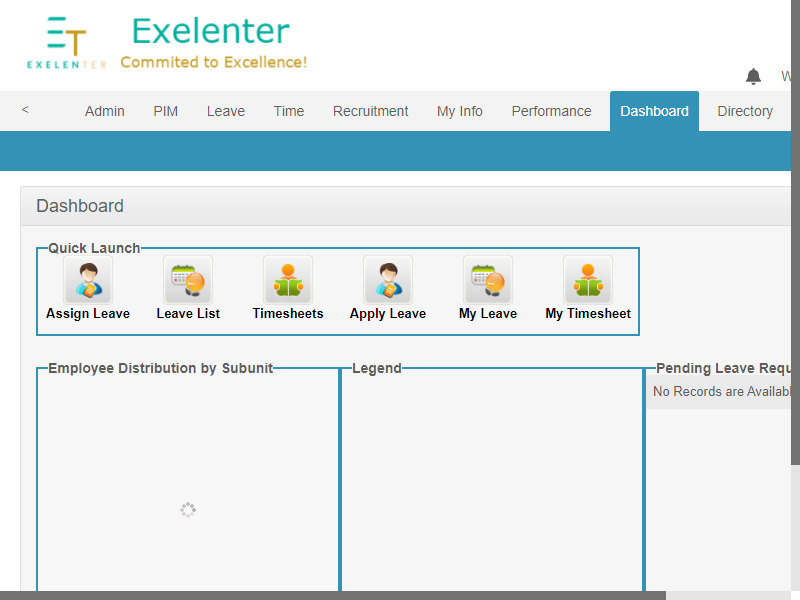 ET
EXELENTER
Exelenter
Commited to Excellence!
W
<
Admin
PIM
Leave
Time
Recruitment
My Info
Performance
Dashboard
Directory
Dashboard
Quick Launch
Assign Leave
Leave List
Timesheets
Apply Leave
My Leave
My Timesheet
Employee Distribution by Subunit
Legend
Pending Leave Requ
No Records are Availabl